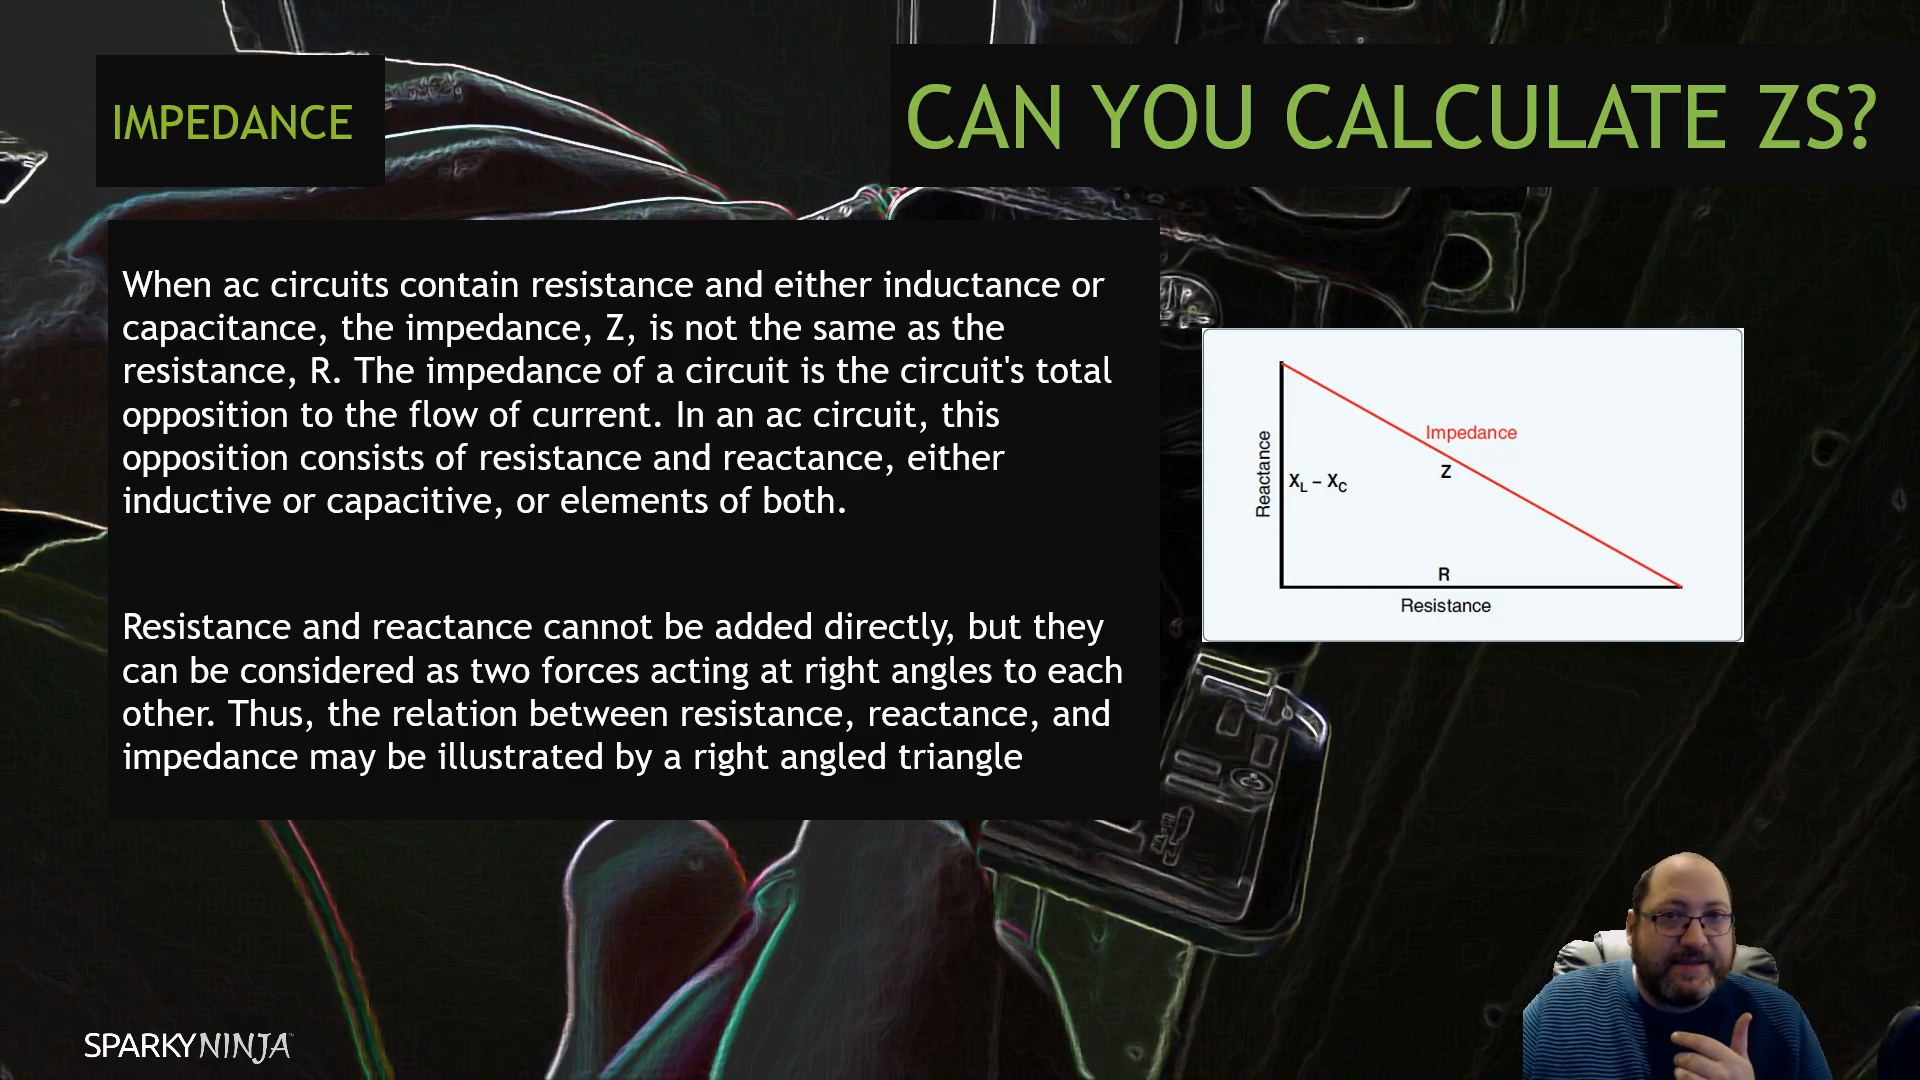 IMPEDANCE
CAN YOU CALCULATE ZS?
When ac circuits contain resistance and either inductance or
capacitance, the impedance, Z, is not the same as the
resistance, R. The impedance of a circuit is the circuit's total
opposition to the flow of current. In an ac circuit, this
opposition consists of resistance and reactance, either
inductive or capacitive, or elements of both.
Resistance and reactance cannot be added directly, but they
can be considered as two forces acting at right angles to each
other. Thus, the relation between resistance, reactance, and
impedance may be illustrated by a right angled triangle
Impedance
Z
Reactance
XL – XC
R
Resistance
SPARKYNINJA